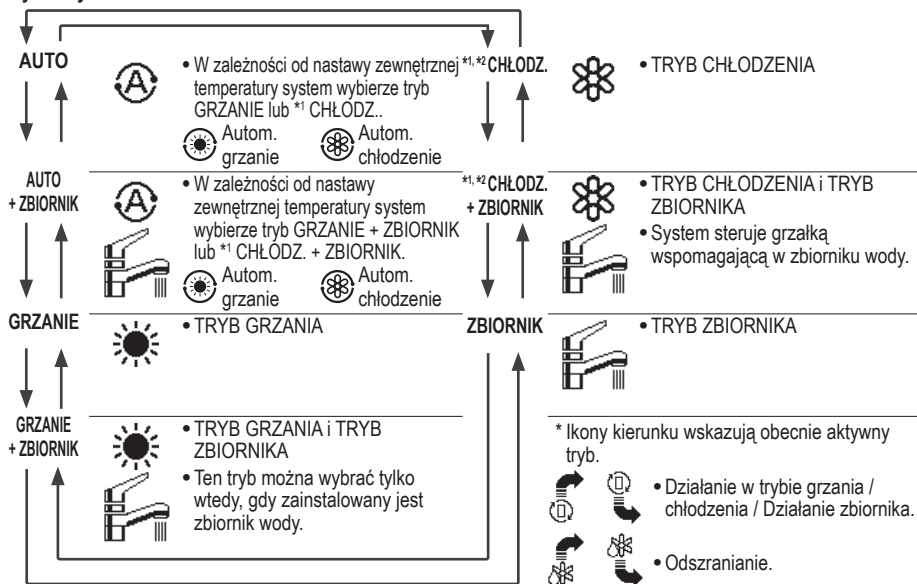 AUTO
• W zależności od nastawy zewnętrznej
temperatury system wybierze tryb
GRZANIE lub *1 CHŁODZ..
Autom.
grzanie
Autom.
chłodzenie
AUTO
+ ZBIORNIK
• W zależności od nastawy
zewnętrznej temperatury system
wybierze tryb GRZANIE + ZBIORNIK
lub *1 CHŁODZ. + ZBIORNIK.
Autom.
grzanie
Autom.
chłodzenie
GRZANIE
• TRYB GRZANIA
GRZANIE
+ ZBIORNIK
• TRYB GRZANIA i TRYB
ZBIORNIKA
• Ten tryb można wybrać tylko
wtedy, gdy zainstalowany jest
zbiornik wody.
*1, *2 CHŁODZ.
• TRYB CHŁODZENIA
*1, *2 CHŁODZ.
+ ZBIORNIK
• TRYB CHŁODZENIA i TRYB
ZBIORNIKA
• System steruje grzałką
wspomagającą w zbiorniku wody.
ZBIORNIK
• TRYB ZBIORNIKA
* Ikony kierunku wskazują obecnie aktywny
tryb.
• Działanie w trybie grzania /
chłodzenia / Działanie zbiornika.
• Odszranianie.